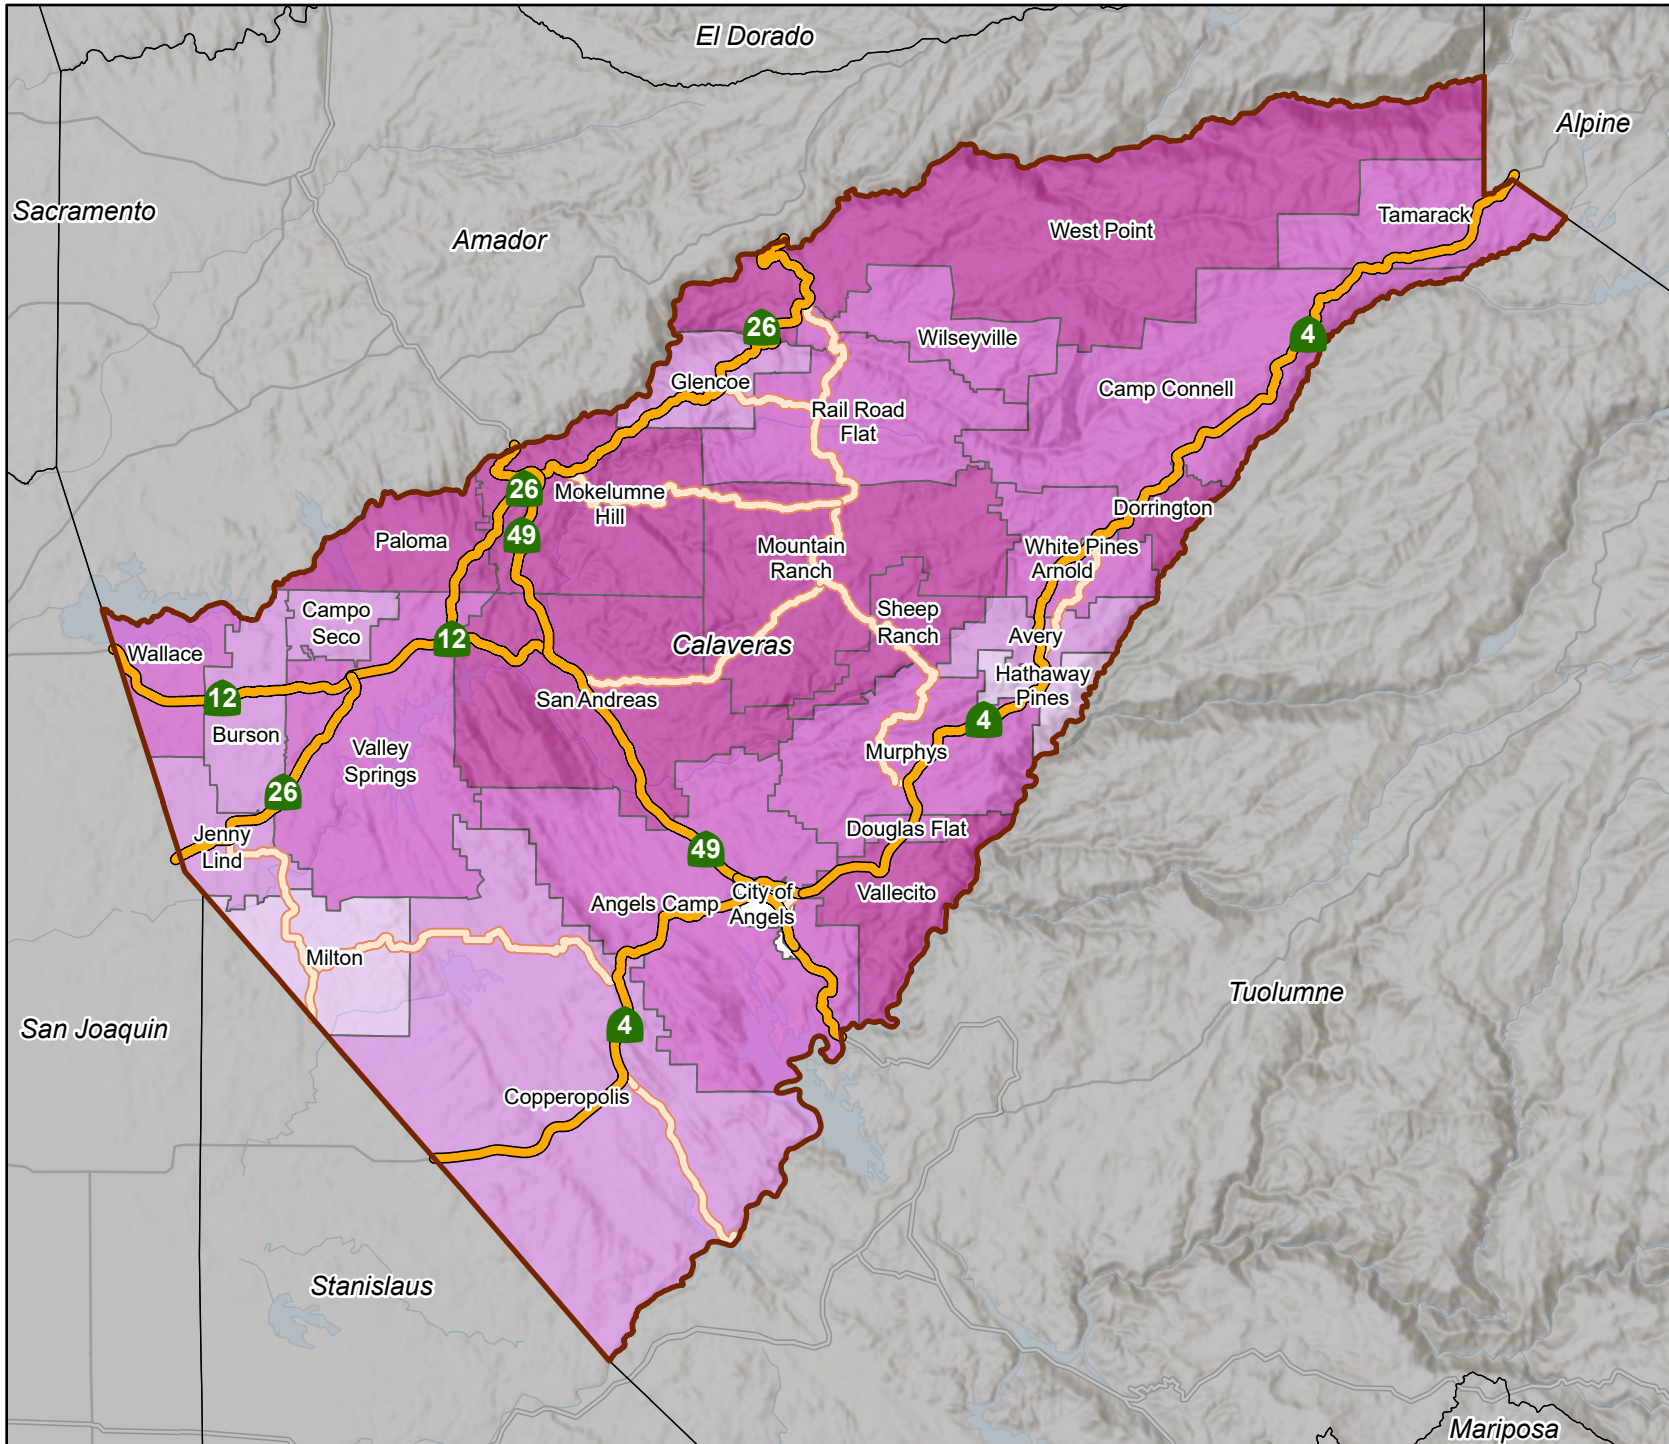 El Dorado
Alpine
Sacramento
Amador
Tamarack
West Point
26
Wilseyville
4
Glencoe
Camp Connell
Rail Road
Flat
26
Mokelumne
Hill
Dorrington
49
Paloma
Mountain
Ranch
White Pines
Arnold
Campo
Seco
Sheep
Ranch
12
Calaveras
Avery
Wallace
Hathaway
Pines
12
San Andreas
4
Burson
Valley
Springs
Murphys
26
Jenny
Lind
Douglas Flat
49
City of
Angels
Angels Camp
Vallecito
Milton
Tuolumne
San Joaquin
4
Copperopolis
Stanislaus
Mariposa